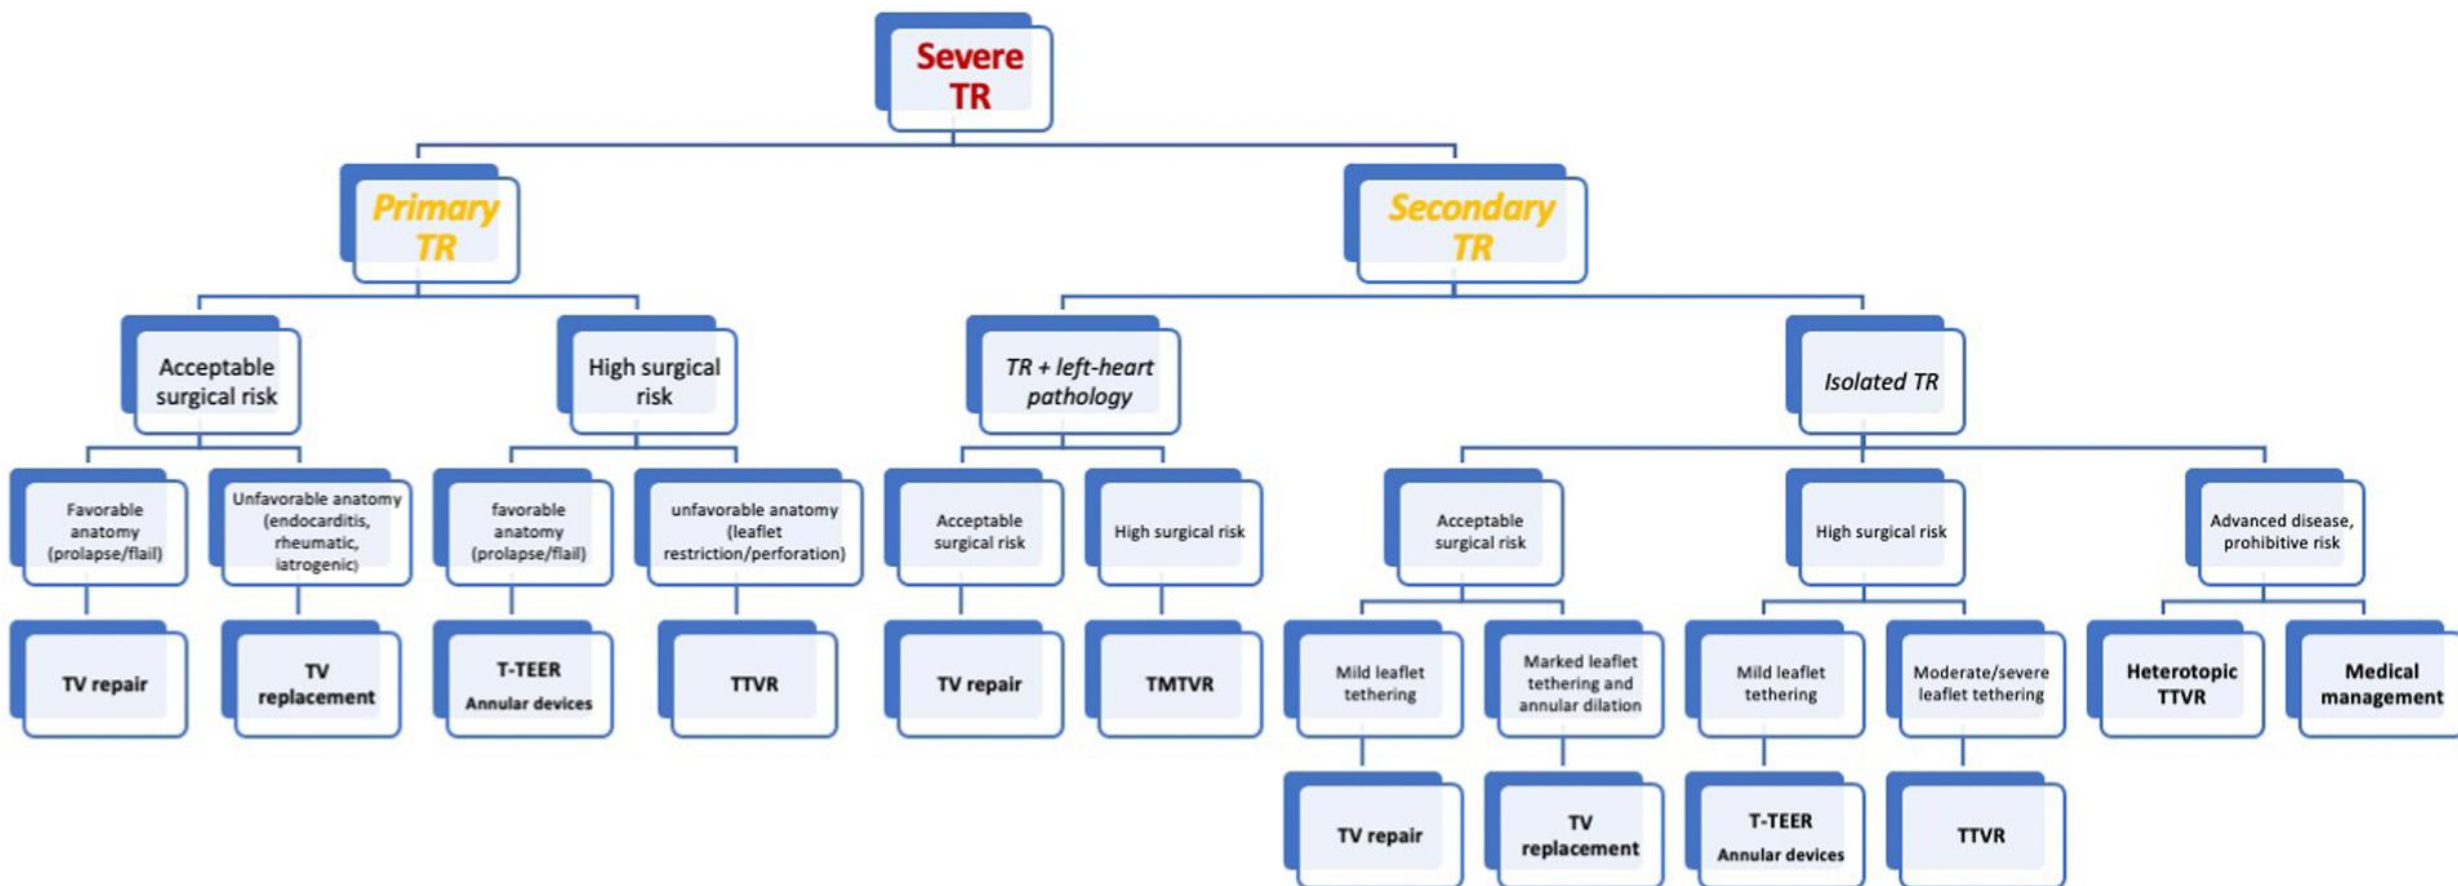 Severe
TR
Primary
TR
Secondary
TR
Acceptable
surgical risk
High surgical
risk
TR + left-heart
pathology
Isolated TR
Favorable
anatomy
(prolapse/flail)
Unfavorable anatomy
(endocarditis,
rheumatic,
iatrogenic)
favorable
anatomy
(prolapse/flail)
unfavorable anatomy
(leaflet
restriction/perforation)
Acceptable
surgical risk
High surgical risk
Acceptable
surgical risk
High surgical risk
Advanced disease,
prohibitive risk
TV repair
TV
replacement
T-TEER
Annular devices
TTVR
TV repair
TMTVR
Mild leaflet
tethering
Marked leaflet
tethering and
annular dilation
Mild leaflet
tethering
Moderate/severe
leaflet tethering
Heterotopic
TTVR
Medical
management
TV repair
TV
replacement
T-TEER
Annular devices
TTVR